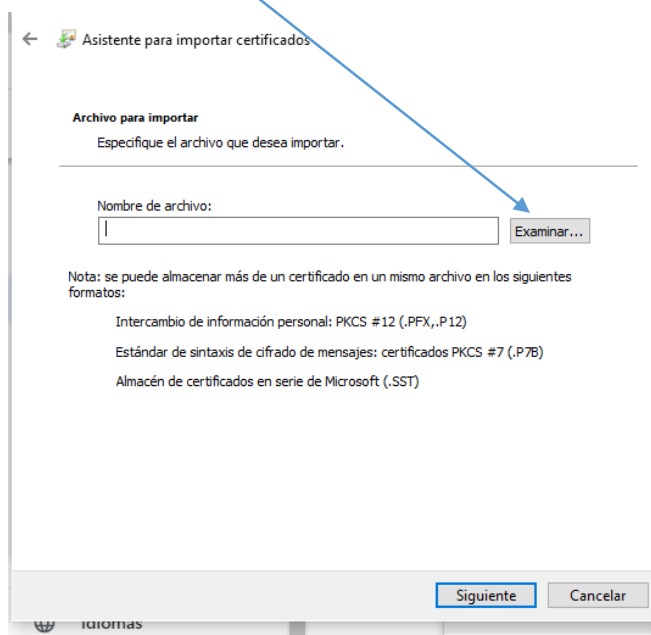 Asistente para importar certificados
Archivo para importar
Especifique el archivo que desea importar.
Nombre de archivo:
Examinar...
Nota: se puede almacenar más de un certificado en un mismo archivo en los siguientes
formatos:
Intercambio de información personal: PKCS #12 (.PFX,.P12)
Estándar de sintaxis de cifrado de mensajes: certificados PKCS #7 (.P7B)
Almacén de certificados en serie de Microsoft (.SST)
Siguiente Cancelar
Idiomas